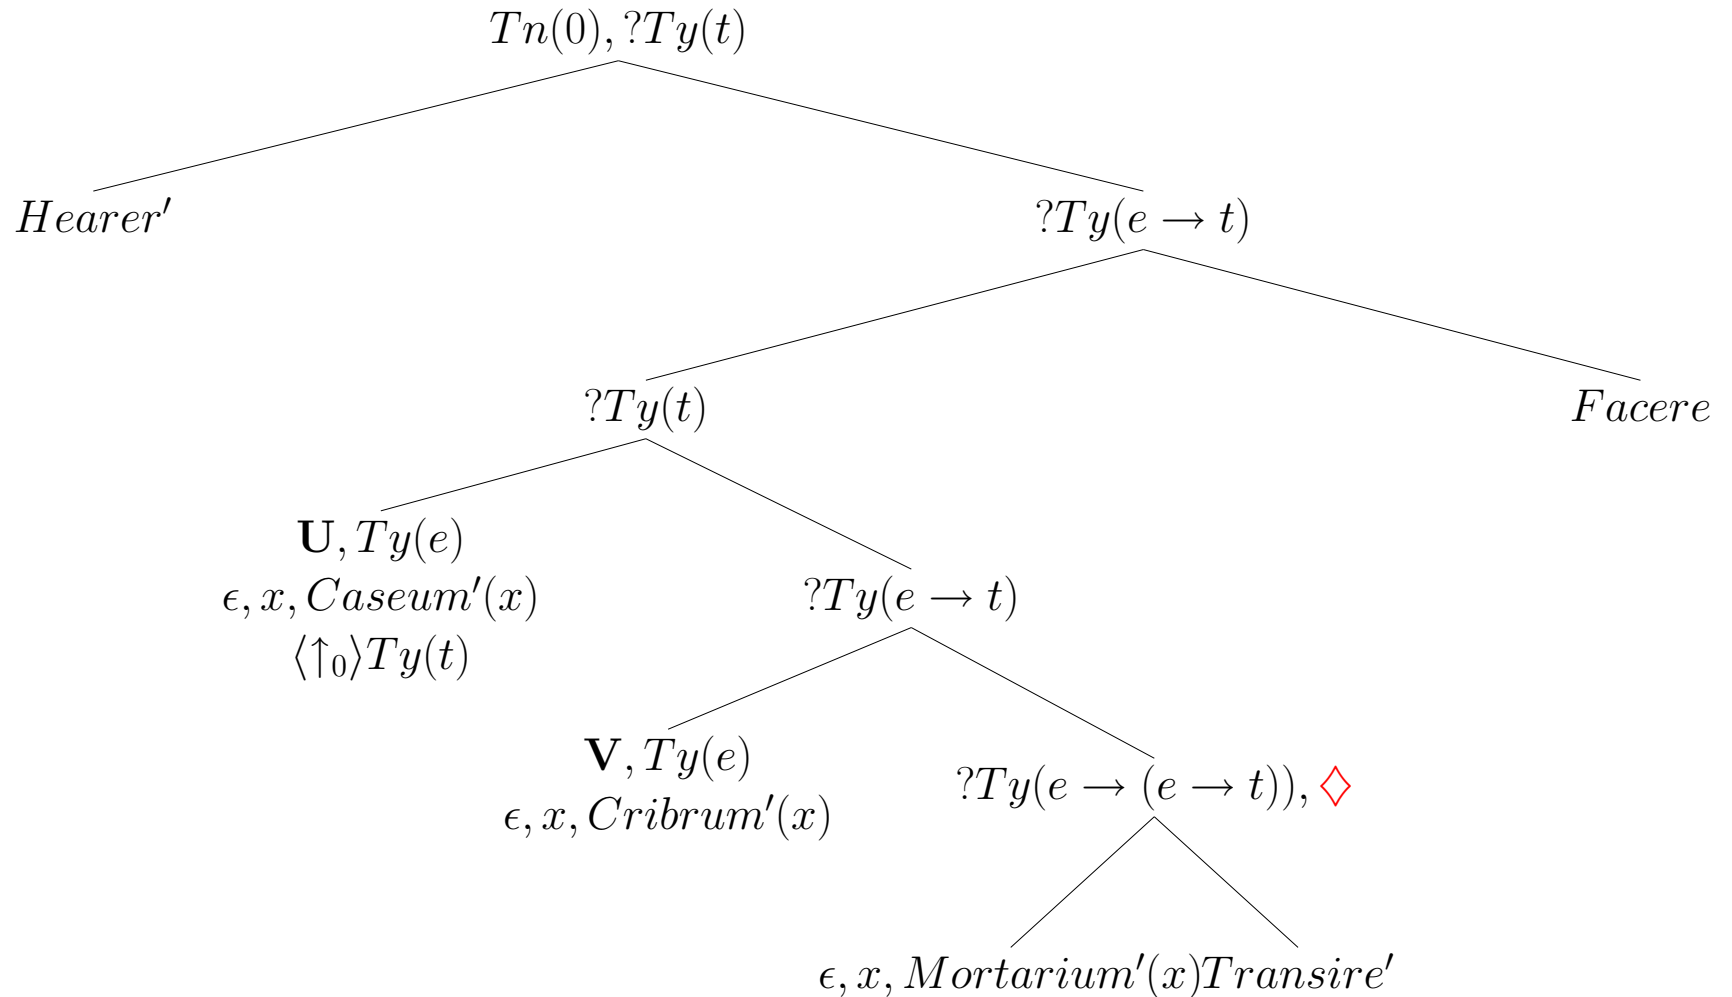 Tn(0), ?Ty(t)
Hearer′
?Ty(e → t)
?Ty(t)
Facere
U, Ty(e)
ϵ, x, Caseum′(x)
⟨↑₀⟩Ty(t)
?Ty(e → t)
V, Ty(e)
ϵ, x, Cribrum′(x)
?Ty(e → (e → t)), ♢
ϵ, x, Mortarium′(x)
Transire′